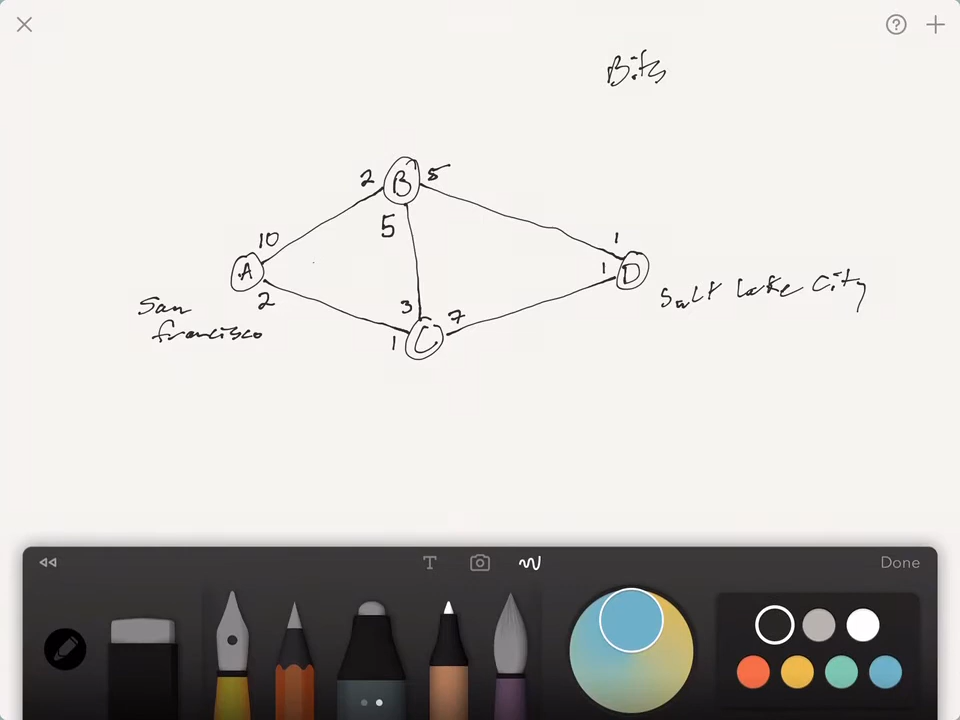 Bits
2 B 5
5
10
A
2
San
francisco
1
1 D
Salt Lake City
3
7
1 C
Done